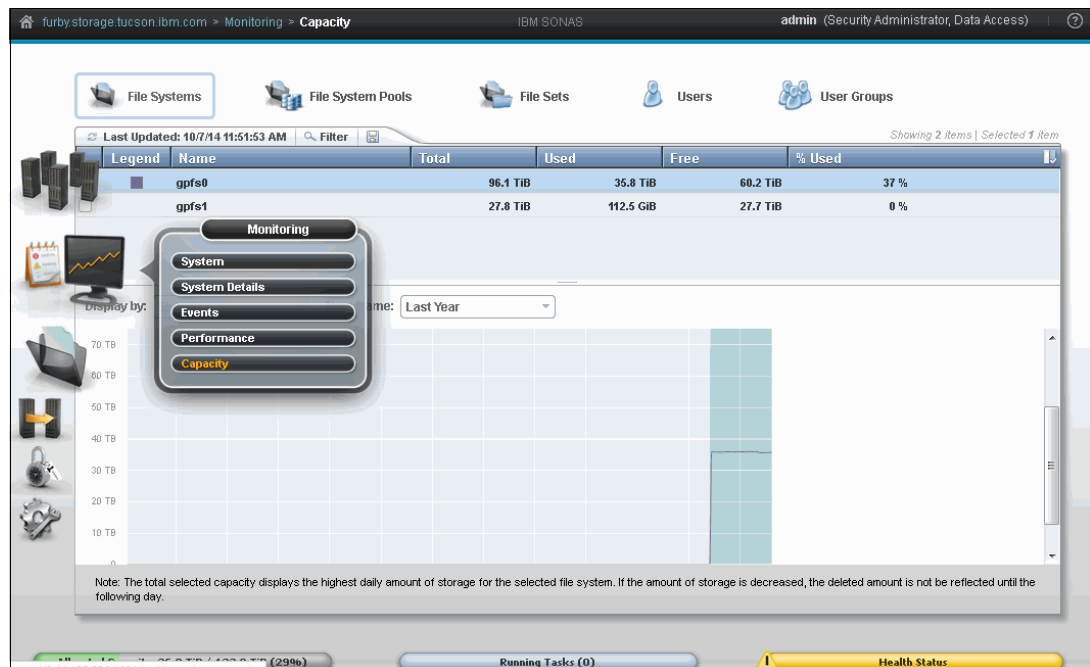 furby.storage.tucson.ibm.com > Monitoring > Capacity
IBM SONAS
admin (Security Administrator, Data Access)
File Systems
File System Pools
File Sets
Users
User Groups
Last Updated: 10/7/14 11:51:53 AM
Filter
Showing 2 items | Selected 1 item
Legend Name Total Used Free % Used
gpfs0 96.1 TiB 35.8 TiB 60.2 TiB 37 %
gpfs1 27.8 TiB 112.5 GiB 27.7 TiB 0 %
Monitoring
System
System Details
Events
Performance
Capacity
Display by:
me: Last Year
70 TB
60 TB
50 TB
40 TB
30 TB
20 TB
10 TB
0
Note: The total selected capacity displays the highest daily amount of storage for the selected file system. If the amount of storage is decreased, the deleted amount is not be reflected until the
following day.
(29%)
Running Tasks (0)
Health Status